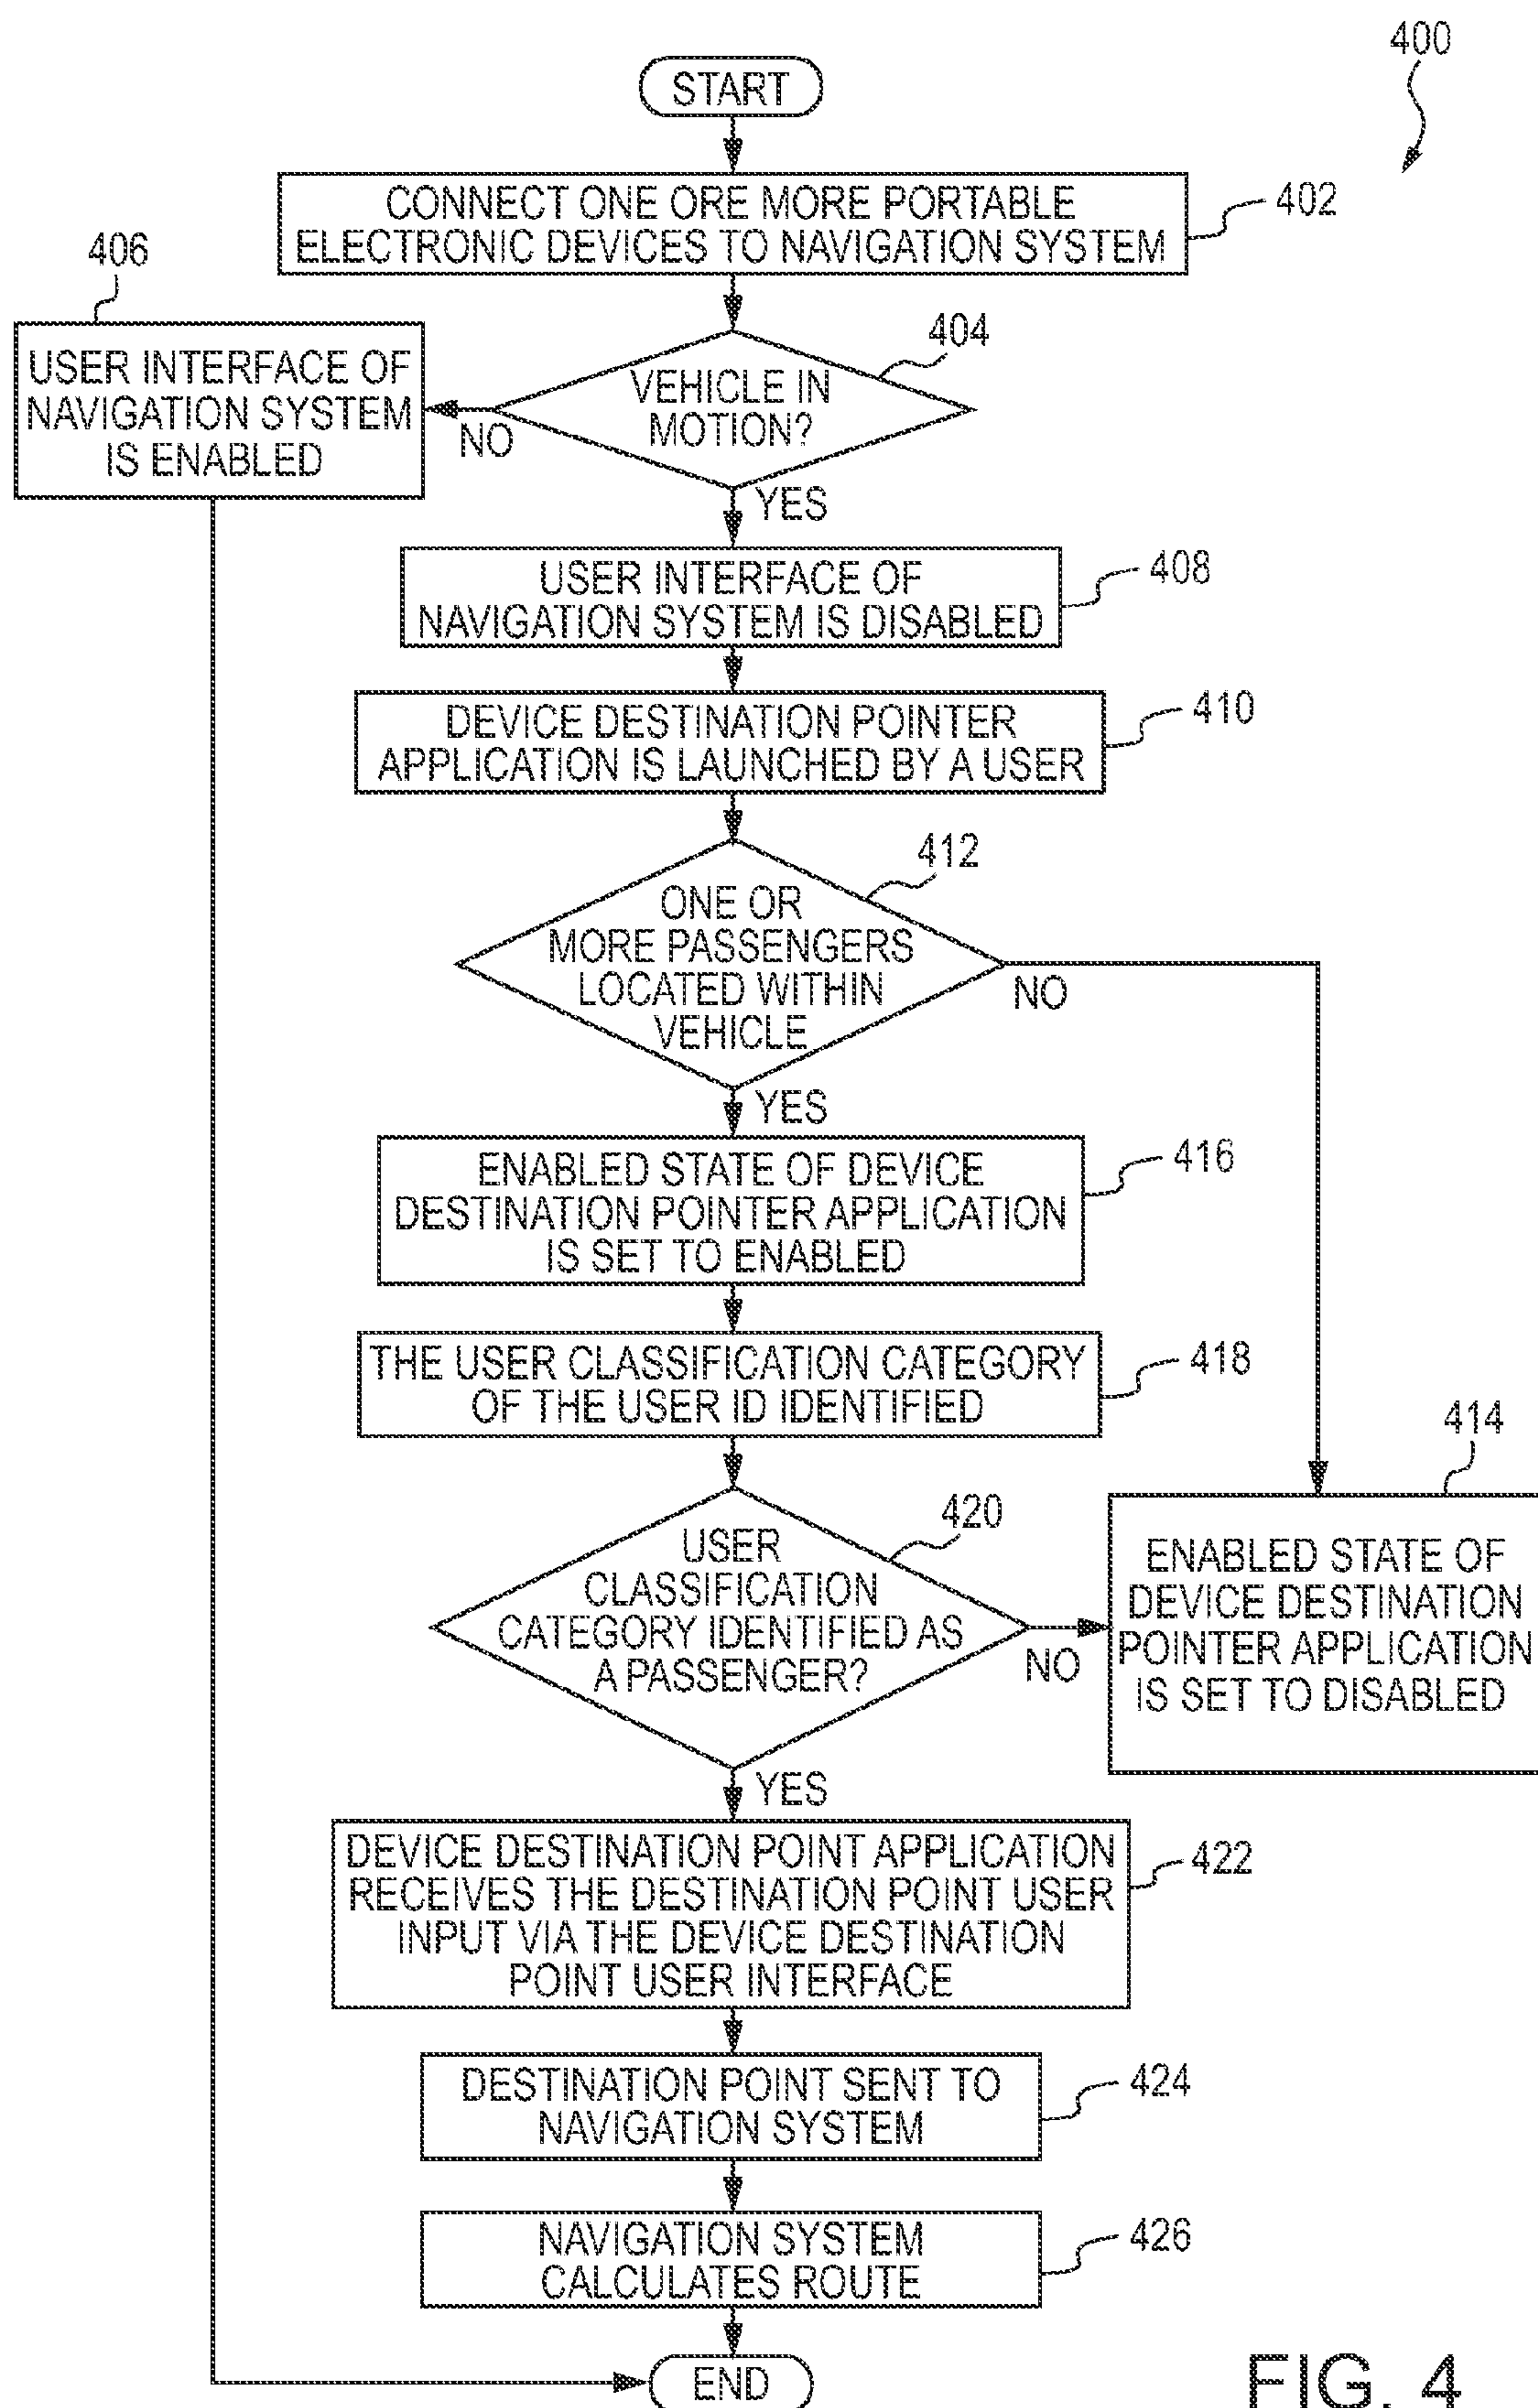 400
START
CONNECT ONE ORE MORE PORTABLE
ELECTRONIC DEVICES TO NAVIGATION SYSTEM
402
404
VEHICLE IN
MOTION?
NO
406
USER INTERFACE OF
NAVIGATION SYSTEM
IS ENABLED
YES
USER INTERFACE OF
NAVIGATION SYSTEM IS DISABLED
408
DEVICE DESTINATION POINTER
APPLICATION IS LAUNCHED BY A USER
410
412
ONE OR
MORE PASSENGERS
LOCATED WITHIN
VEHICLE
NO
YES
ENABLED STATE OF DEVICE
DESTINATION POINTER APPLICATION
IS SET TO ENABLED
416
THE USER CLASSIFICATION CATEGORY
OF THE USER ID IDENTIFIED
418
420
USER
CLASSIFICATION
CATEGORY IDENTIFIED AS
A PASSENGER?
NO
414
ENABLED STATE OF
DEVICE DESTINATION
POINTER APPLICATION
IS SET TO DISABLED
YES
DEVICE DESTINATION POINT APPLICATION
RECEIVES THE DESTINATION POINT USER
INPUT VIA THE DEVICE DESTINATION
POINT USER INTERFACE
422
DESTINATION POINT SENT TO
NAVIGATION SYSTEM
424
NAVIGATION SYSTEM
CALCULATES ROUTE
426
END
FIG. 4